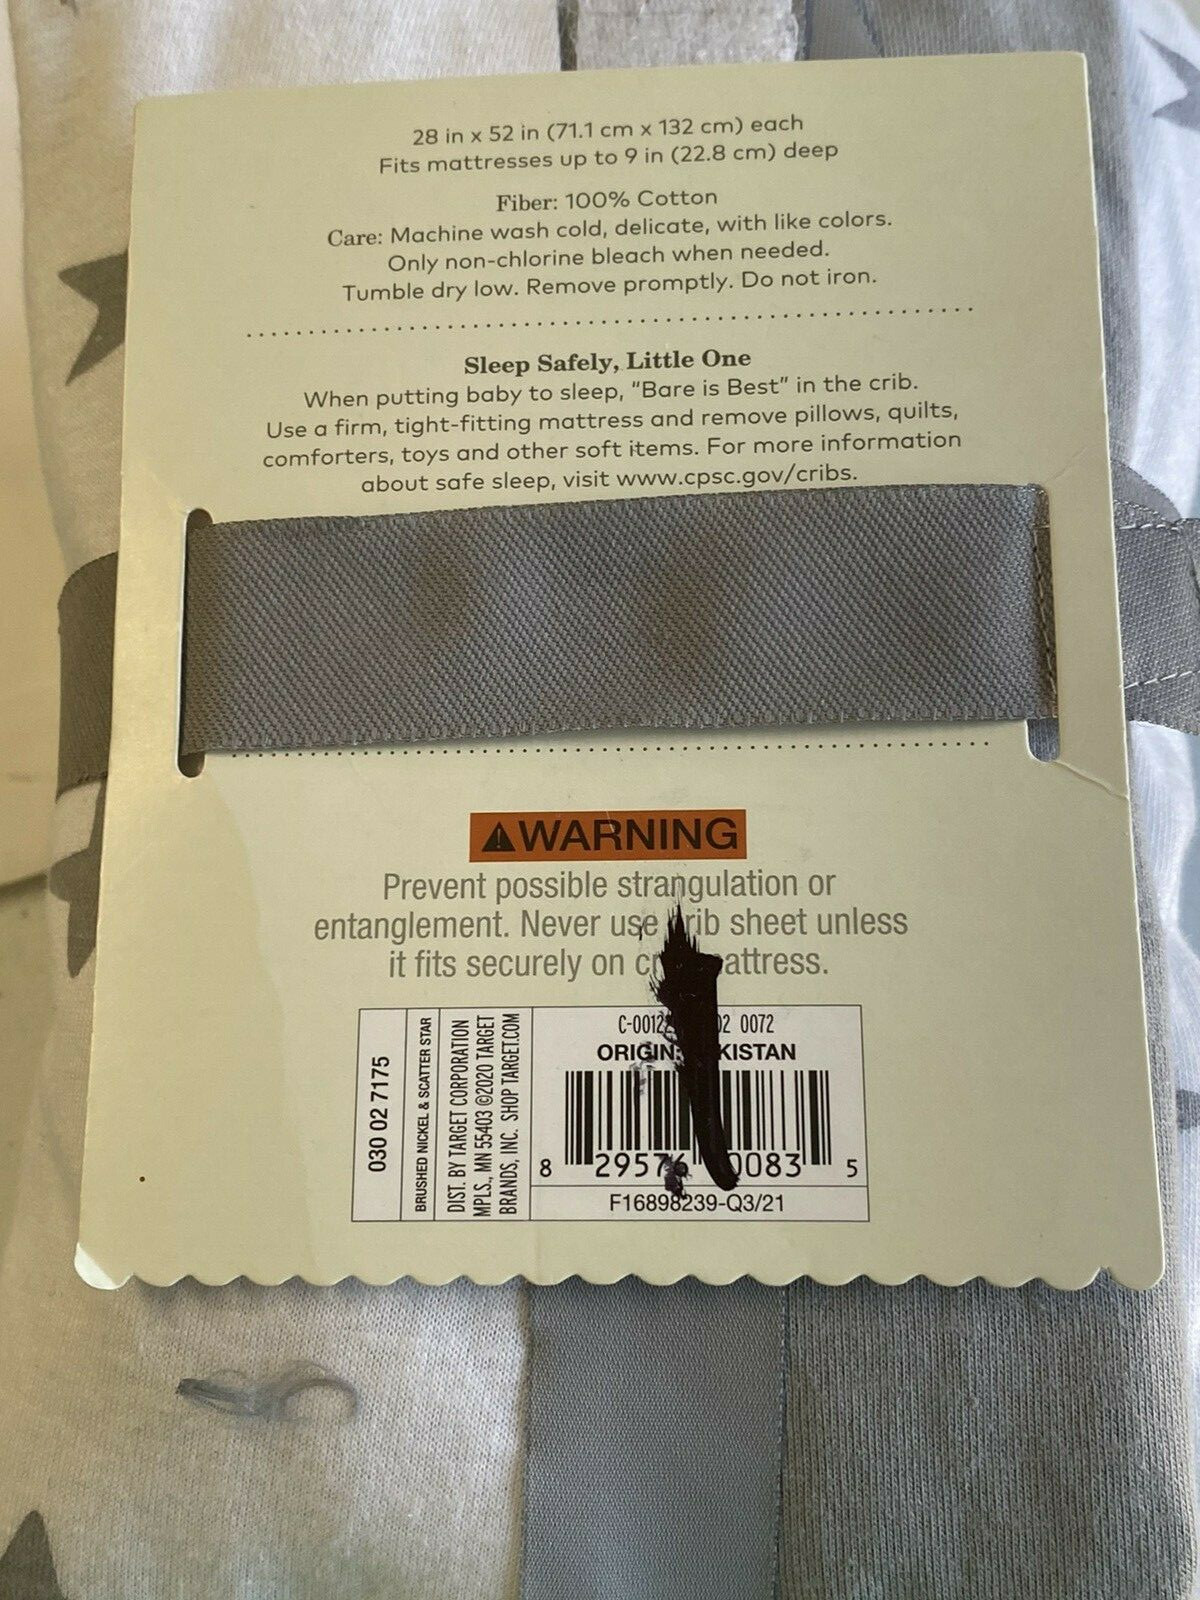 28 in x 52 in (71.1 cm x 132 cm) each
Fits mattresses up to 9 in (22.8 cm) deep
Fiber: 100% Cotton
Care: Machine wash cold, delicate, with like colors.
Only non-chlorine bleach when needed.
Tumble dry low. Remove promptly. Do not iron.
Sleep Safely, Little One
When putting baby to sleep, “Bare is Best” in the crib.
Use a firm, tight-fitting mattress and remove pillows, quilts,
comforters, toys and other soft items. For more information
about safe sleep, visit www.cpsc.gov/cribs.
WARNING
Prevent possible strangulation or
entanglement. Never use crib sheet unless
it fits securely on attress.
030 02 7175
BRUSHED NICKEL & SCATTER STAR
DIST. BY TARGET CORPORATION
MPLS., MN 55403 ©2020 TARGET
BRANDS, INC. SHOP TARGET.COM
0072
ORIGIN: KISTAN
8 29576 0083 5
F16898239-Q3/21